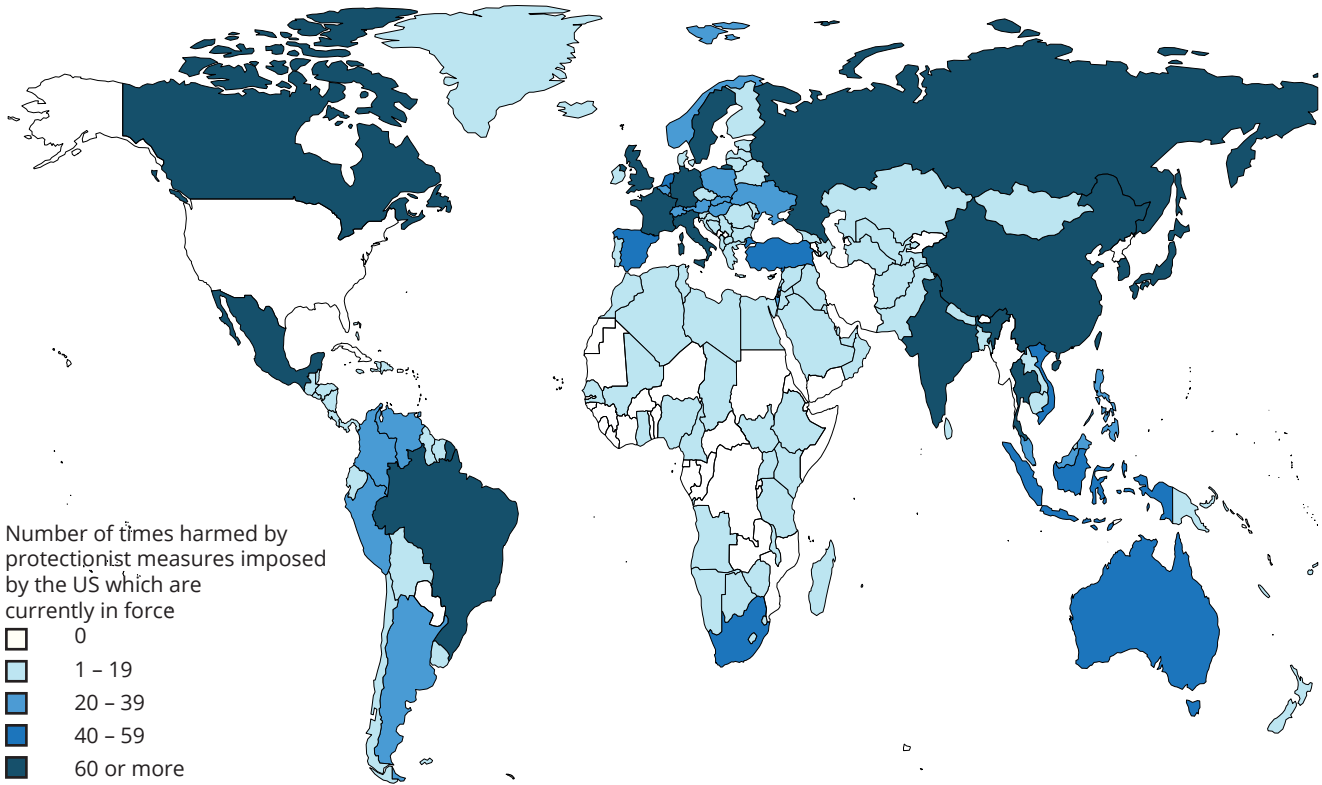 Number of times harmed by
protectionist measures imposed
by the US which are
currently in force
0
1 – 19
20 – 39
40 – 59
60 or more